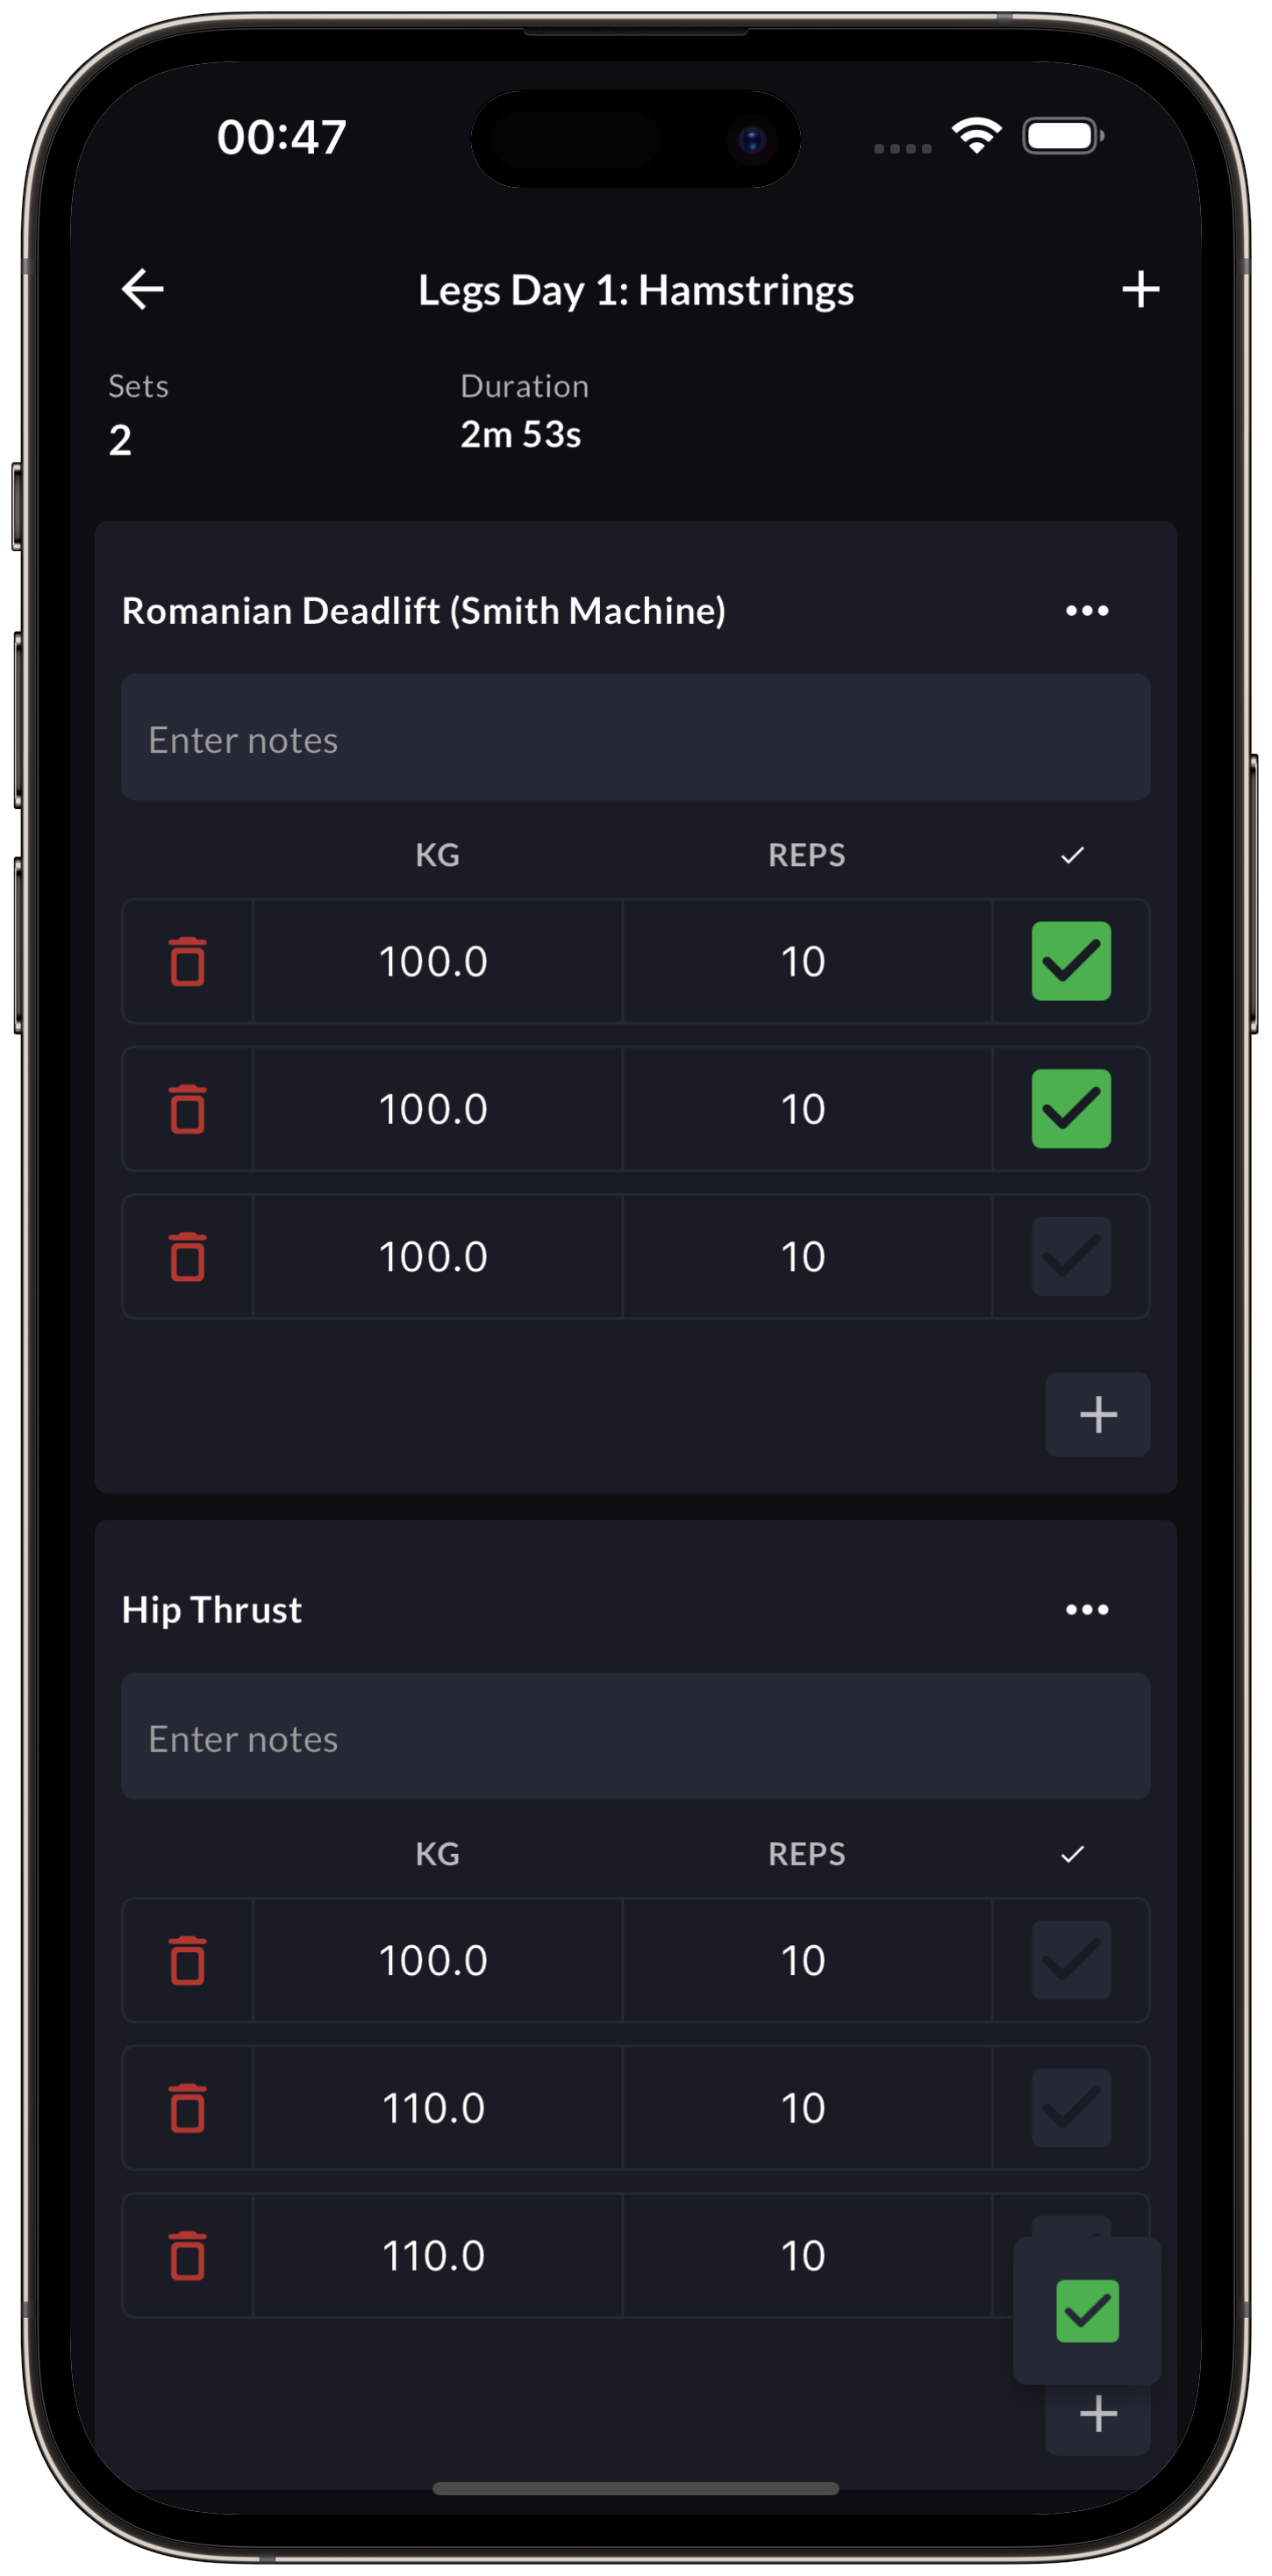 00:47
Legs Day 1: Hamstrings
Sets Duration
2 2m 53s
Romanian Deadlift (Smith Machine)
Enter notes
KG REPS
100.0 10
100.0 10
100.0 10
Hip Thrust
Enter notes
KG REPS
100.0 10
110.0 10
110.0 10